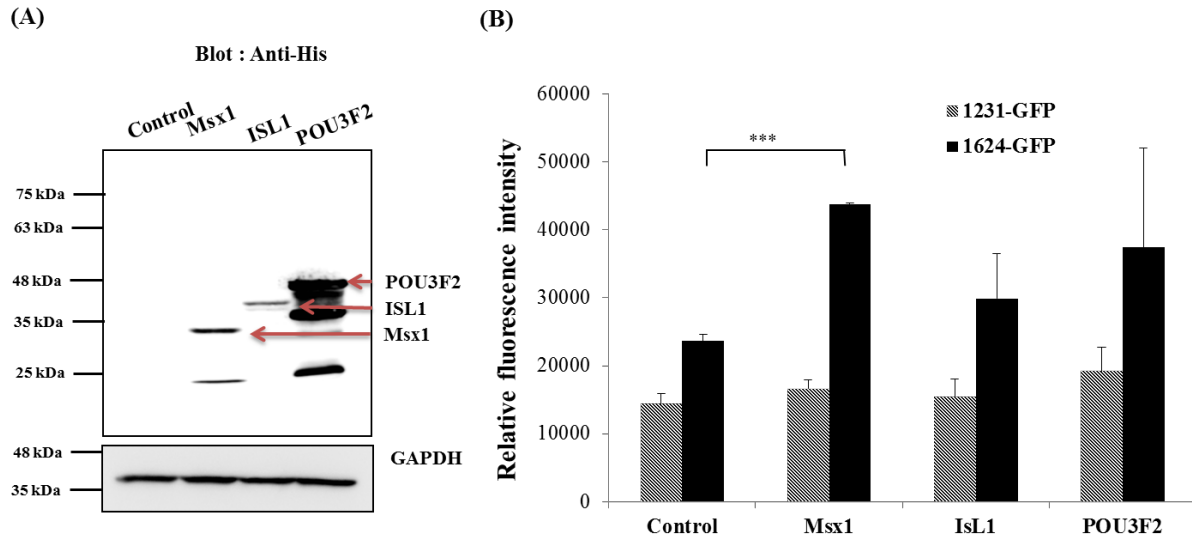 (A)
Blot : Anti-His
Control Msx1 ISL1 POU3F2
75 kDa
63 kDa
48 kDa
35 kDa
25 kDa
POU3F2
ISL1
Msx1
48 kDa
35 kDa
GAPDH
(B)
Relative fluorescence intensity
60000
50000
40000
30000
20000
10000
0
1231-GFP
1624-GFP
***
Control Msx1 IsL1 POU3F2